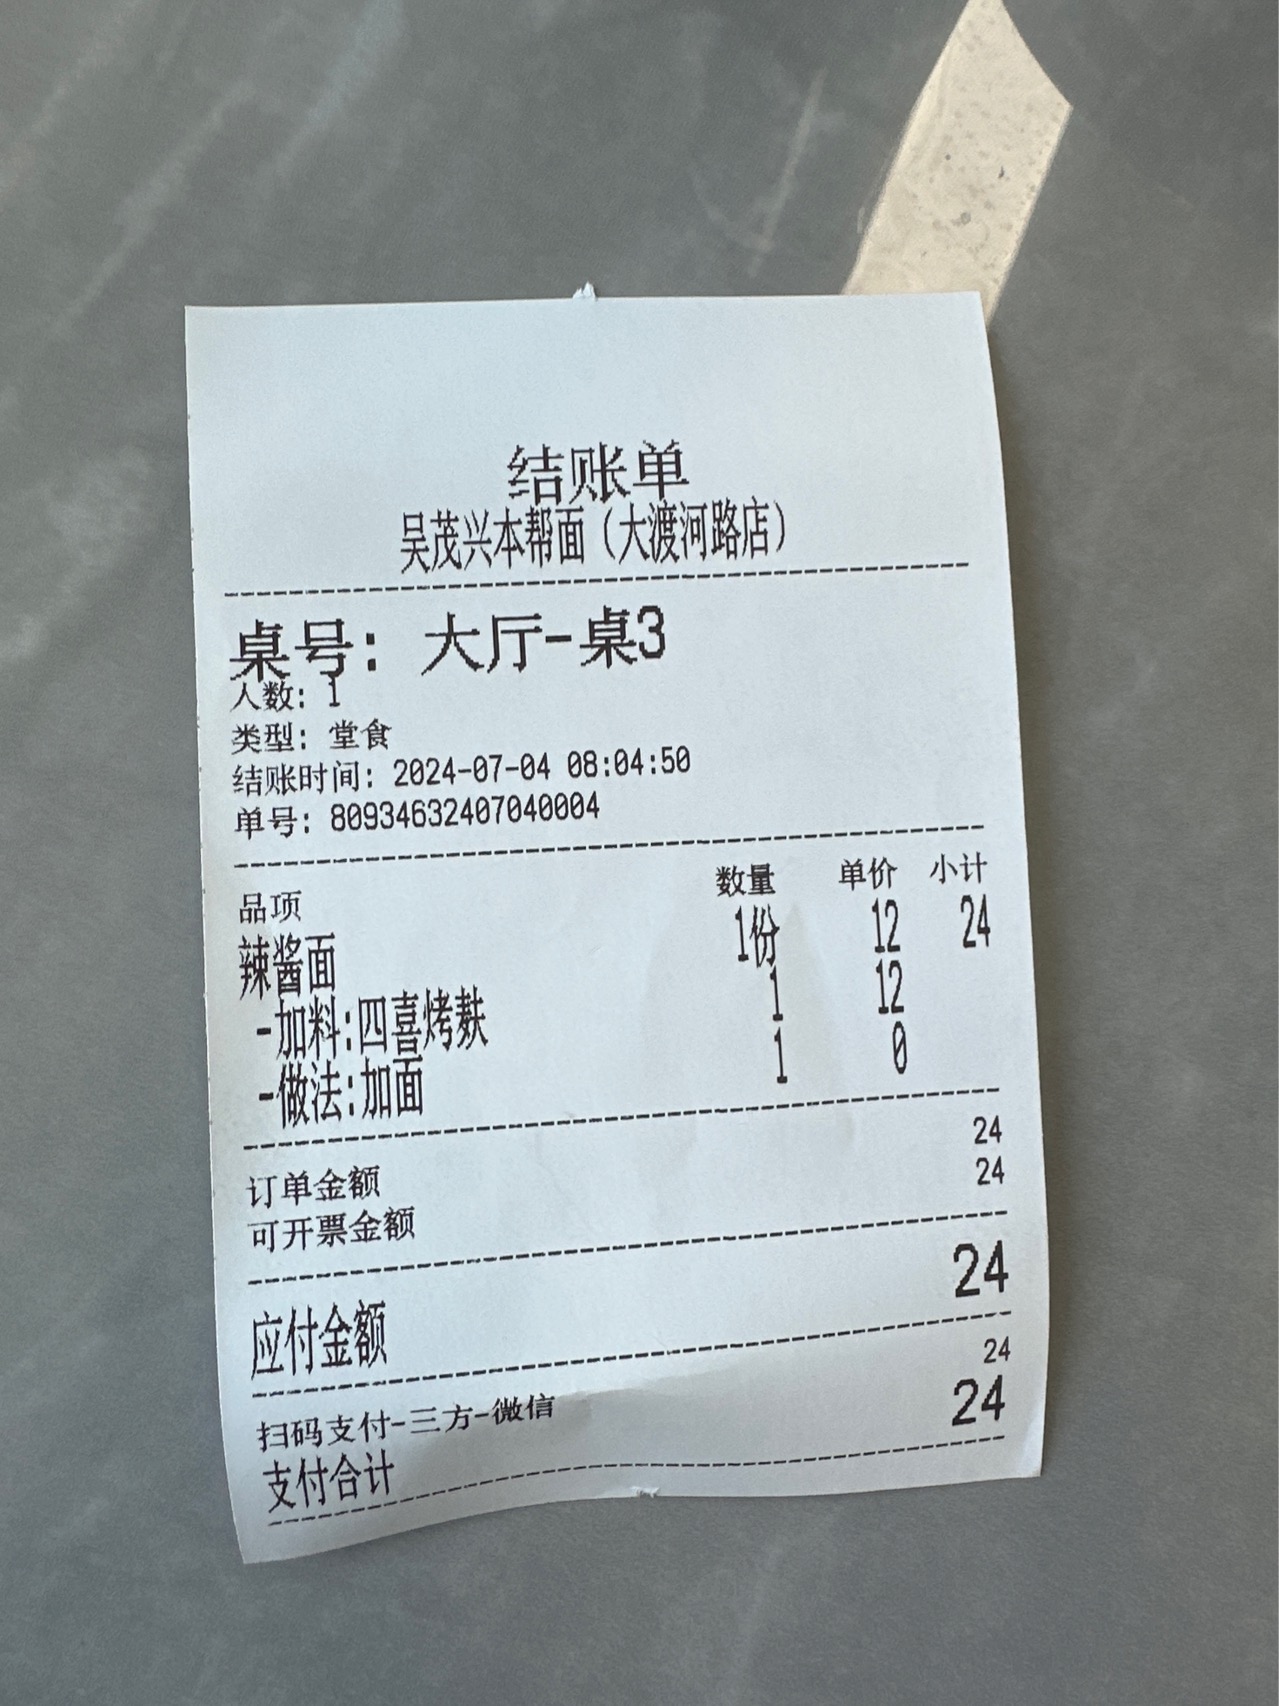 结账单
吴茂兴本帮面（大渡河路店）
桌号: 大厅-桌3
人数: 1
类型: 堂食
结账时间: 2024-07-04 08:04:50
单号: 80934632407040004
品项 数量 单价 小计
辣酱面 1份 12 24
-加料:四喜烤麸 1 12
-做法:加面 1 0
订单金额 24
可开票金额 24
应付金额 24
扫码支付-三方-微信 24
支付合计 24